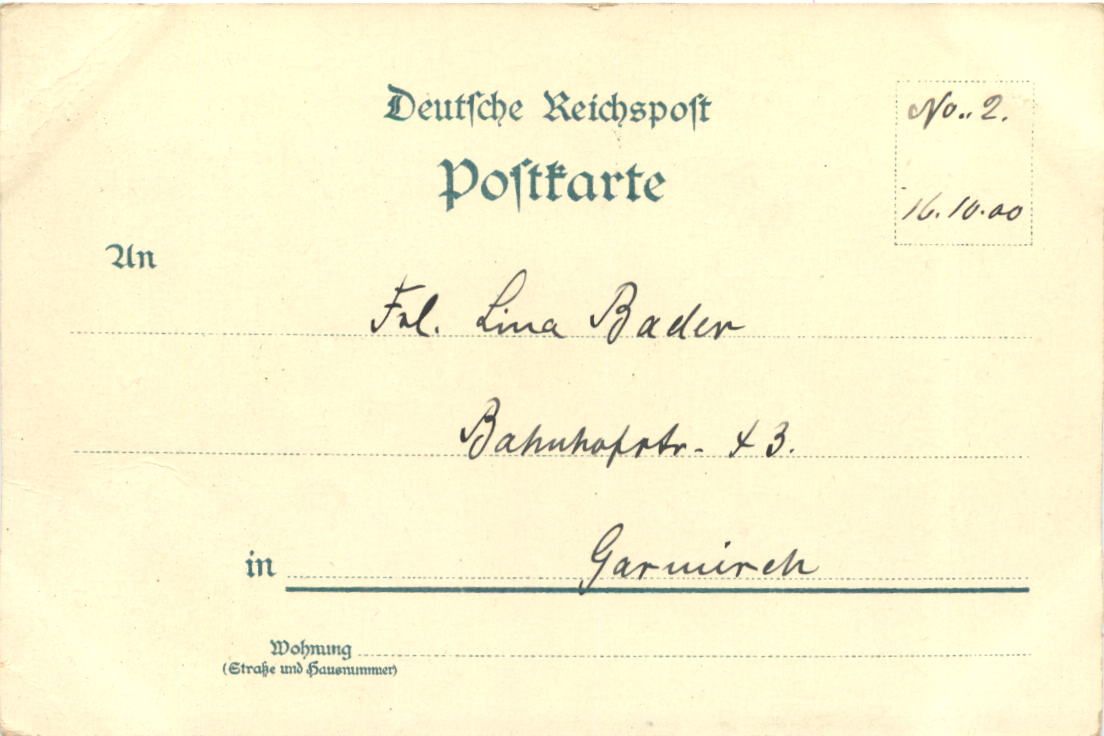 Deutsche Reichspost
No. 2.
Postkarte
16.10.00
An
Frl. Lina Bader
Bahnhofstr. 43.
in Garmisch
Wohnung
(Straße und Hausnummer)